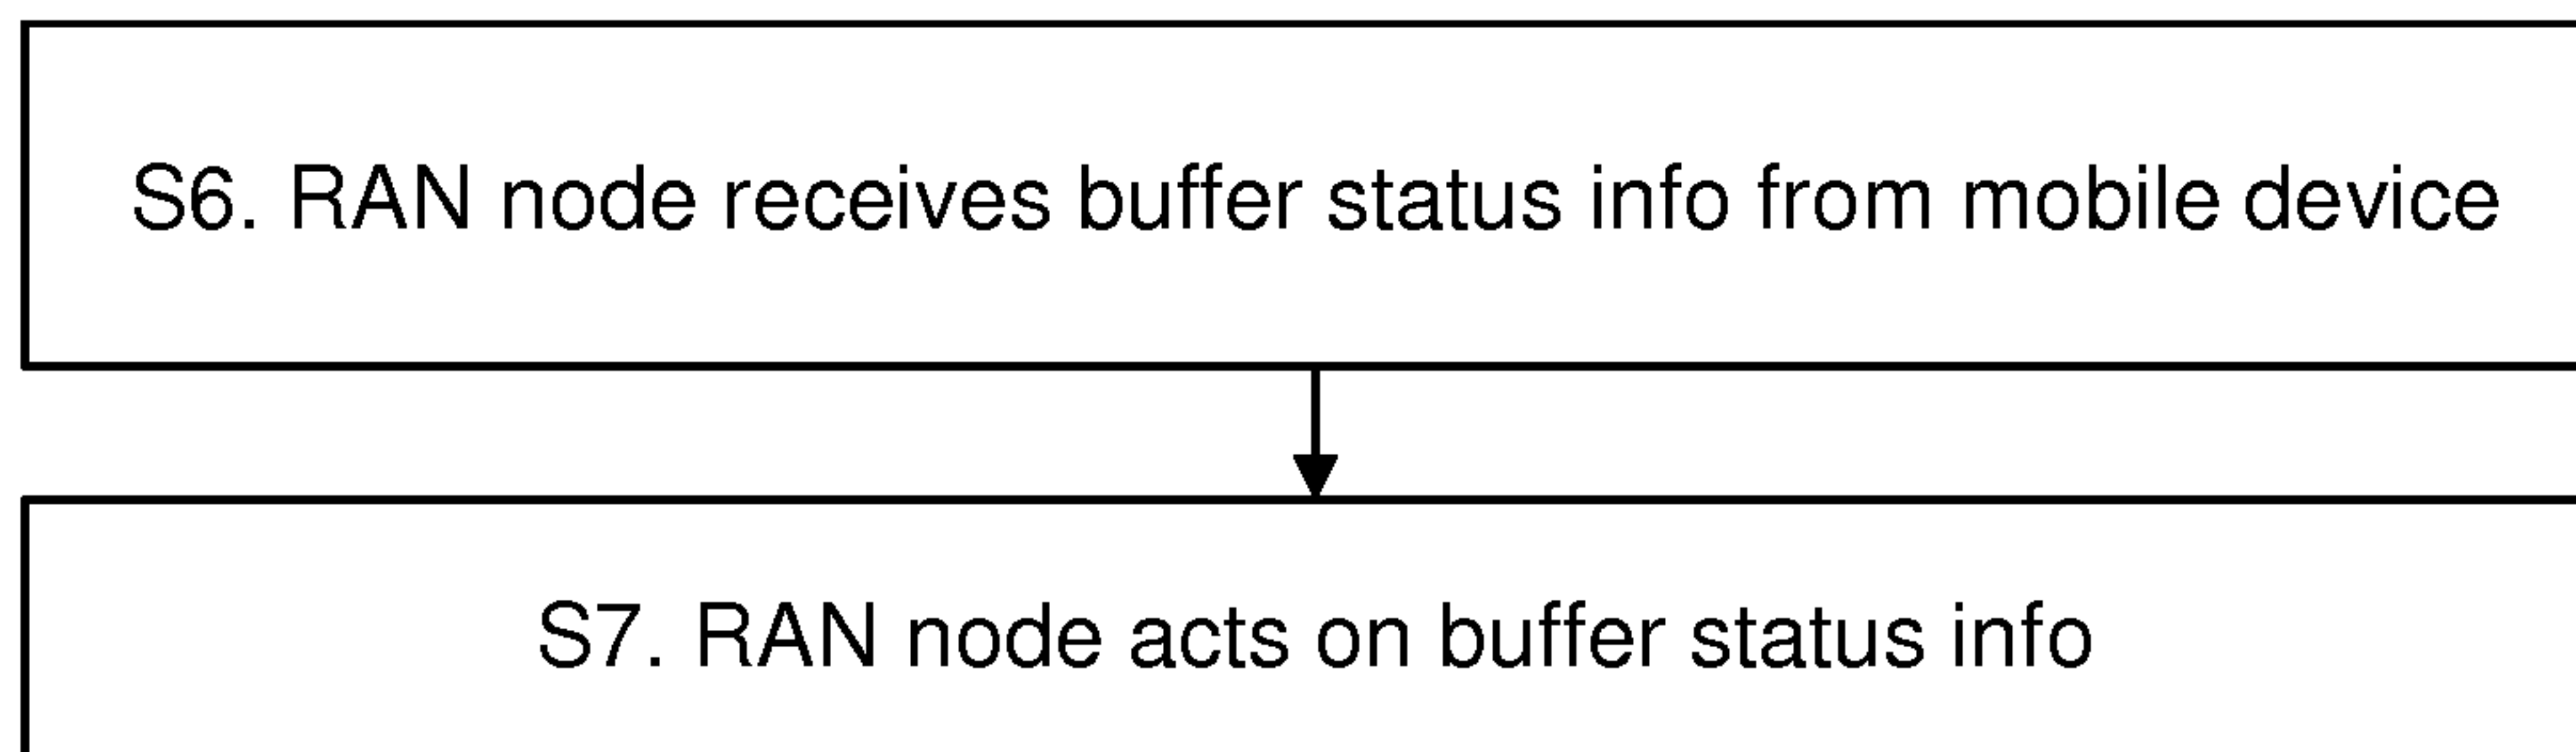 S6. RAN node receives buffer status info from mobile device
S7. RAN node acts on buffer status info